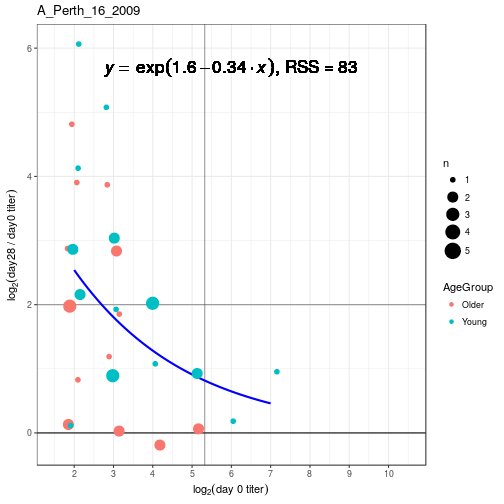 A_Perth_16_2009
y = exp(1.6−0.34 · x), RSS = 83
log2(day28 / day0 titer)
6
4
2
0
2 3 4 5 6 7 8 9 10
log2(day 0 titer)
n
1
2
3
4
5
AgeGroup
Older
Young